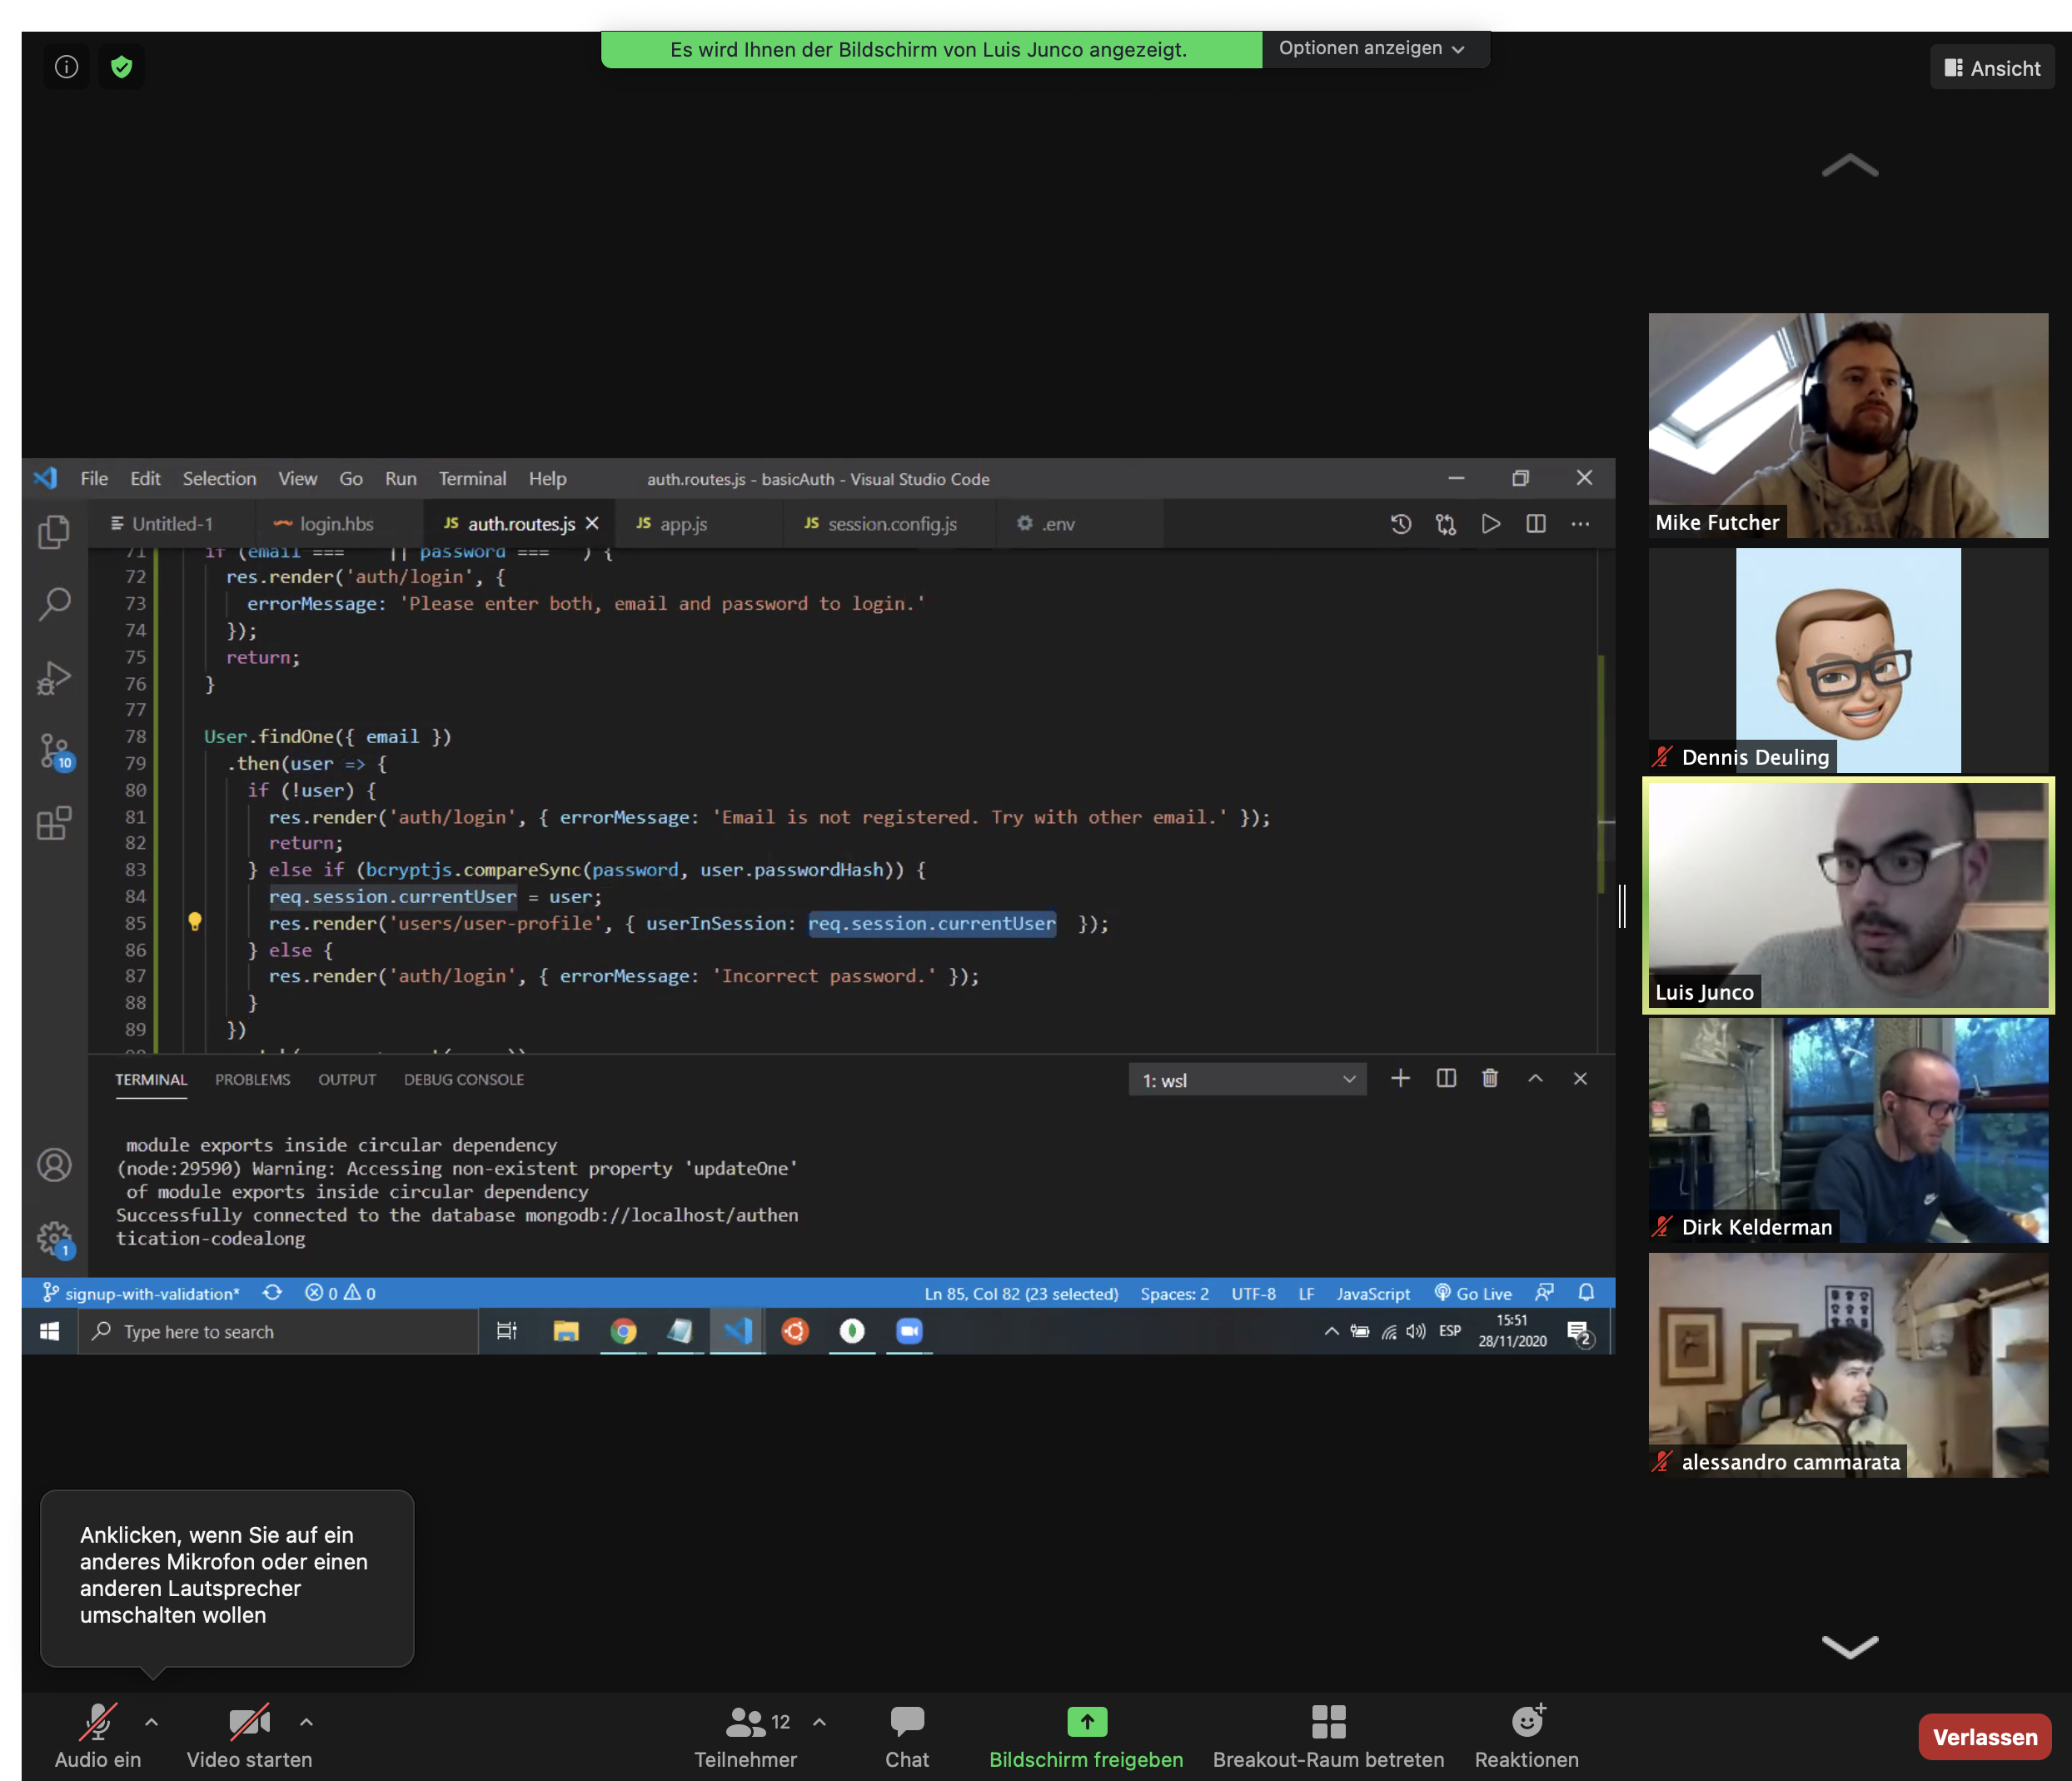 Es wird Ihnen der Bildschirm von Luis Junco angezeigt.
Optionen anzeigen
Ansicht
File Edit Selection View Go Run Terminal Help
auth.routes.js - basicAuth - Visual Studio Code
Untitled-1
login.hbs
JS auth.routes.js
JS app.js
JS session.config.js
.env
71 if (email === || password === ) {
72 res.render('auth/login', {
73 errorMessage: 'Please enter both, email and password to login.'
74 });
75 return;
76 }
77
78 User.findOne({ email })
79 .then(user => {
80 if (!user) {
81 res.render('auth/login', { errorMessage: 'Email is not registered. Try with other email.' });
82 return;
83 } else if (bcryptjs.compareSync(password, user.passwordHash)) {
84 req.session.currentUser = user;
85 res.render('users/user-profile', { userInSession: req.session.currentUser });
86 } else {
87 res.render('auth/login', { errorMessage: 'Incorrect password.' });
88 }
89 })
10
1
TERMINAL PROBLEMS OUTPUT DEBUG CONSOLE
1: wsl
module exports inside circular dependency
(node:29590) Warning: Accessing non-existent property 'updateOne'
of module exports inside circular dependency
Successfully connected to the database mongodb://localhost/authen
tication-codealong
signup-with-validation* 0 0
Ln 85, Col 82 (23 selected) Spaces: 2 UTF-8 LF JavaScript Go Live
Type here to search
ESP
15:51
28/11/2020
2
Mike Futcher
Dennis Deuling
Luis Junco
Dirk Kelderman
alessandro cammarata
Anklicken, wenn Sie auf ein
anderes Mikrofon oder einen
anderen Lautsprecher
umschalten wollen
Audio ein
Video starten
12
Teilnehmer
Chat
Bildschirm freigeben
Breakout-Raum betreten
Reaktionen
Verlassen